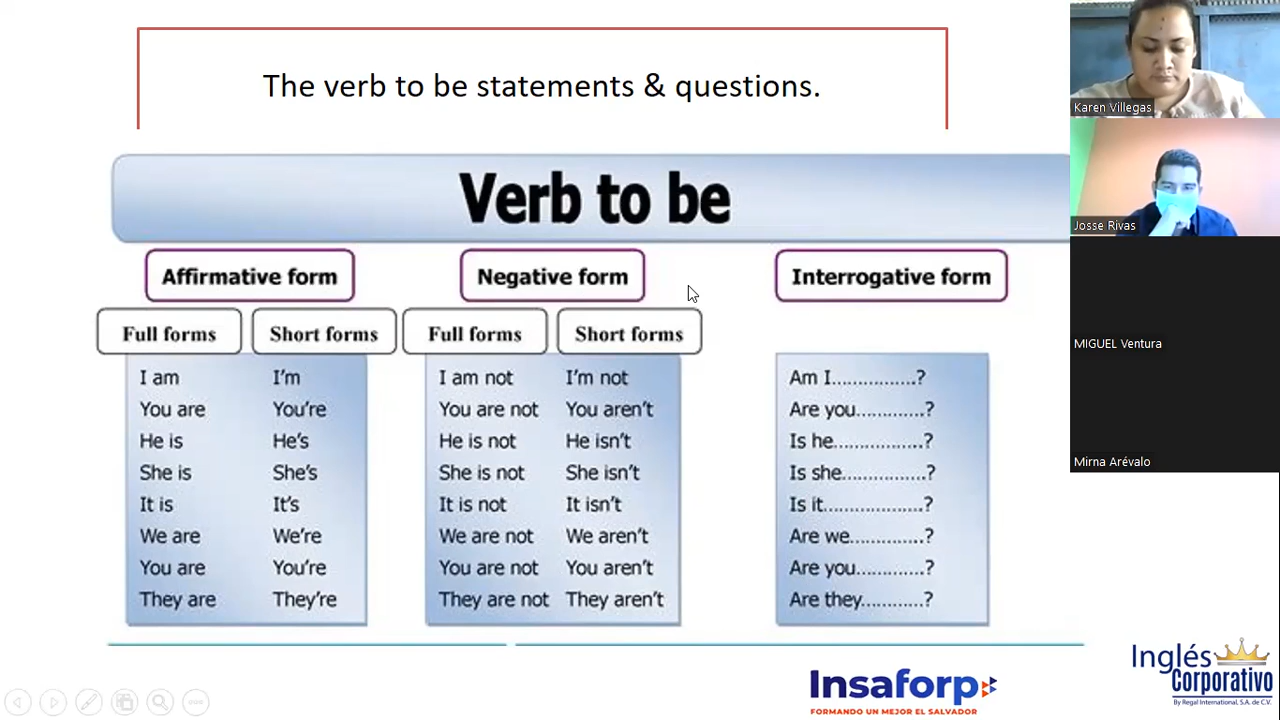 The verb to be statements & questions.
Verb to be
Affirmative form
Negative form
Interrogative form
Full forms
Short forms
Full forms
Short forms
I am I'm I am not I'm not Am I................?
You are You're You are not You aren't Are you.............?
He is He's He is not He isn't Is he..................?
She is She's She is not She isn't Is she.................?
It is It's It is not It isn't Is it.....................?
We are We're We are not We aren't Are we...............?
You are You're You are not You aren't Are you.............?
They are They're They are not They aren't Are they............?
Karen Villegas
Josse Rivas
MIGUEL Ventura
Mirna Arévalo
Insaforp
FORMANDO UN MEJOR EL SALVADOR
Inglés
Corporativo
By Regal International, S.A. de C.V.